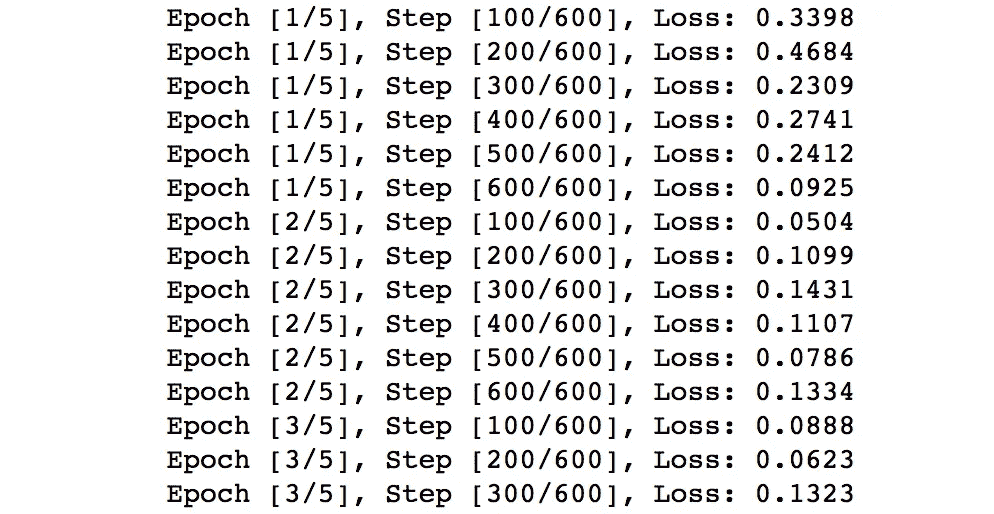 Epoch [1/5], Step [100/600], Loss: 0.3398
Epoch [1/5], Step [200/600], Loss: 0.4684
Epoch [1/5], Step [300/600], Loss: 0.2309
Epoch [1/5], Step [400/600], Loss: 0.2741
Epoch [1/5], Step [500/600], Loss: 0.2412
Epoch [1/5], Step [600/600], Loss: 0.0925
Epoch [2/5], Step [100/600], Loss: 0.0504
Epoch [2/5], Step [200/600], Loss: 0.1099
Epoch [2/5], Step [300/600], Loss: 0.1431
Epoch [2/5], Step [400/600], Loss: 0.1107
Epoch [2/5], Step [500/600], Loss: 0.0786
Epoch [2/5], Step [600/600], Loss: 0.1334
Epoch [3/5], Step [100/600], Loss: 0.0888
Epoch [3/5], Step [200/600], Loss: 0.0623
Epoch [3/5], Step [300/600], Loss: 0.1323